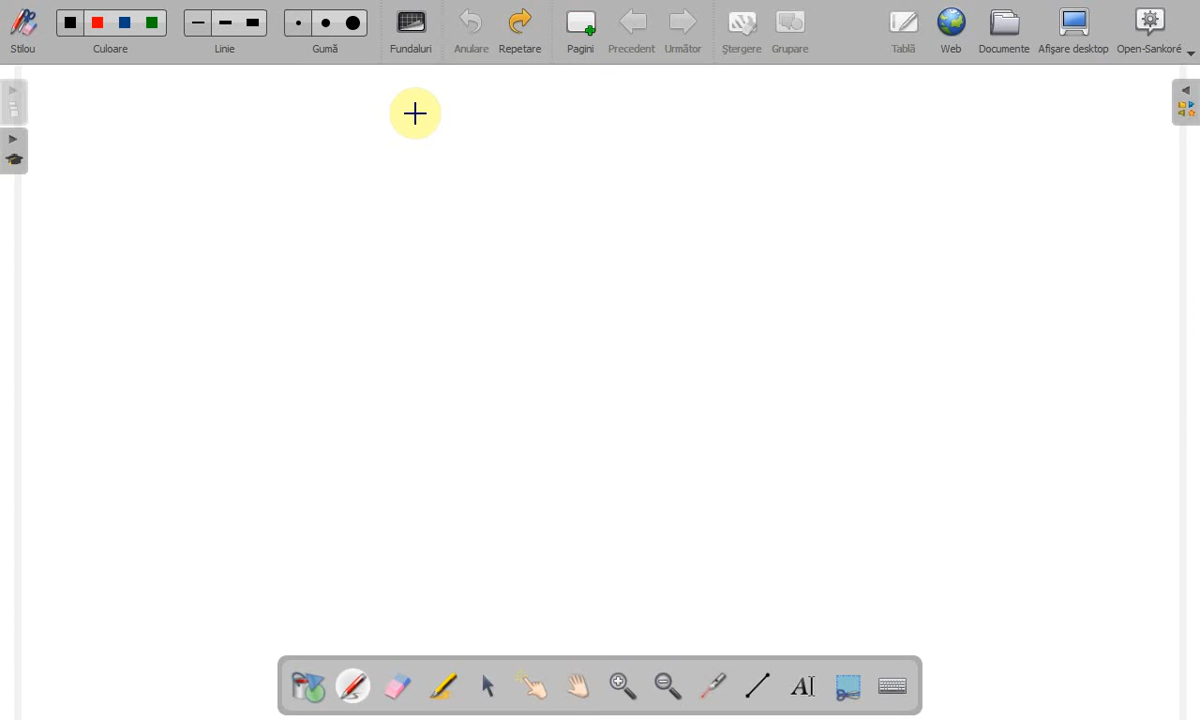 Stilou Culoare Linie Gumă Fundaluri Anulare Repetare Pagini Precedent Următor Ştergere Grupare Tablă Web Documente Afişare desktop Open-Sankoré
AI